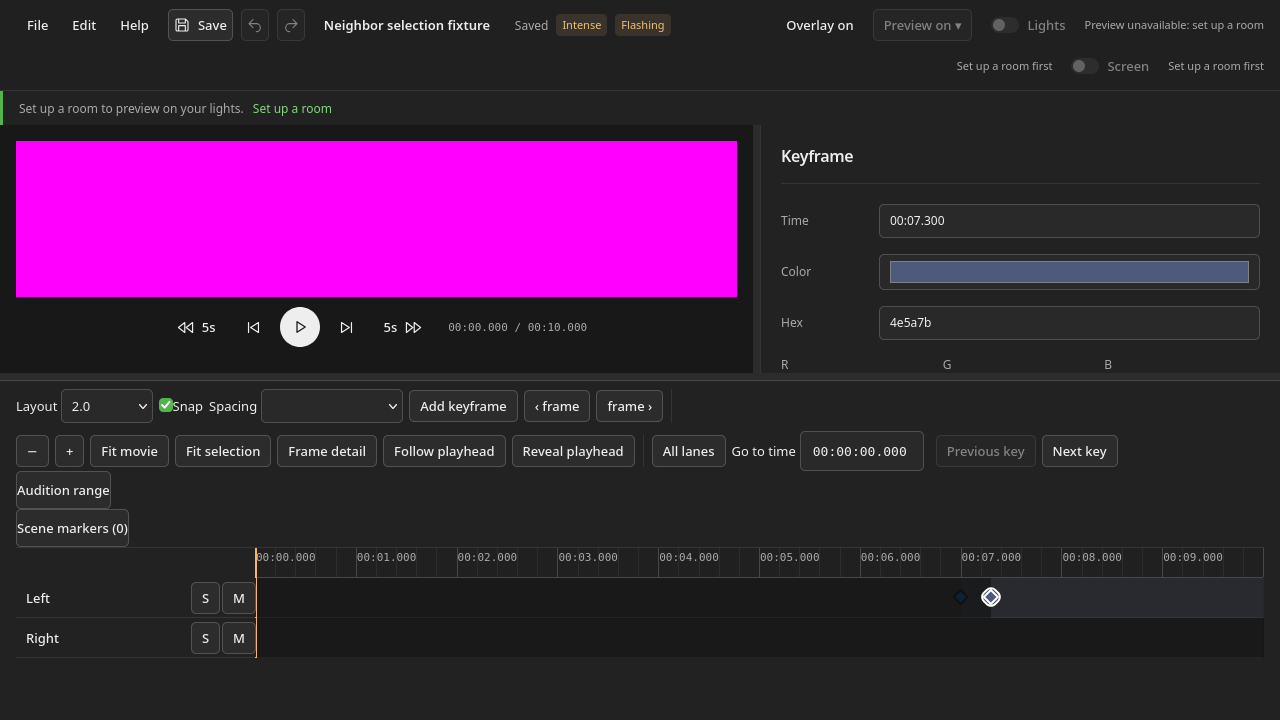 File Edit Help Save Neighbor selection fixture Saved Intense Flashing Overlay on Preview on ▾ Lights Preview unavailable: set up a room
Set up a room first Screen Set up a room first
Set up a room to preview on your lights. Set up a room
Keyframe
Time 00:07.300
Color
Hex 4e5a7b
R G B
5s 5s 00:00.000 / 00:10.000
Layout 2.0 Snap Spacing Add keyframe ‹ frame frame ›
− + Fit movie Fit selection Frame detail Follow playhead Reveal playhead All lanes Go to time 00:00:00.000 Previous key Next key
Audition range
Scene markers (0)
00:00.000 00:01.000 00:02.000 00:03.000 00:04.000 00:05.000 00:06.000 00:07.000 00:08.000 00:09.000
Left S M
Right S M